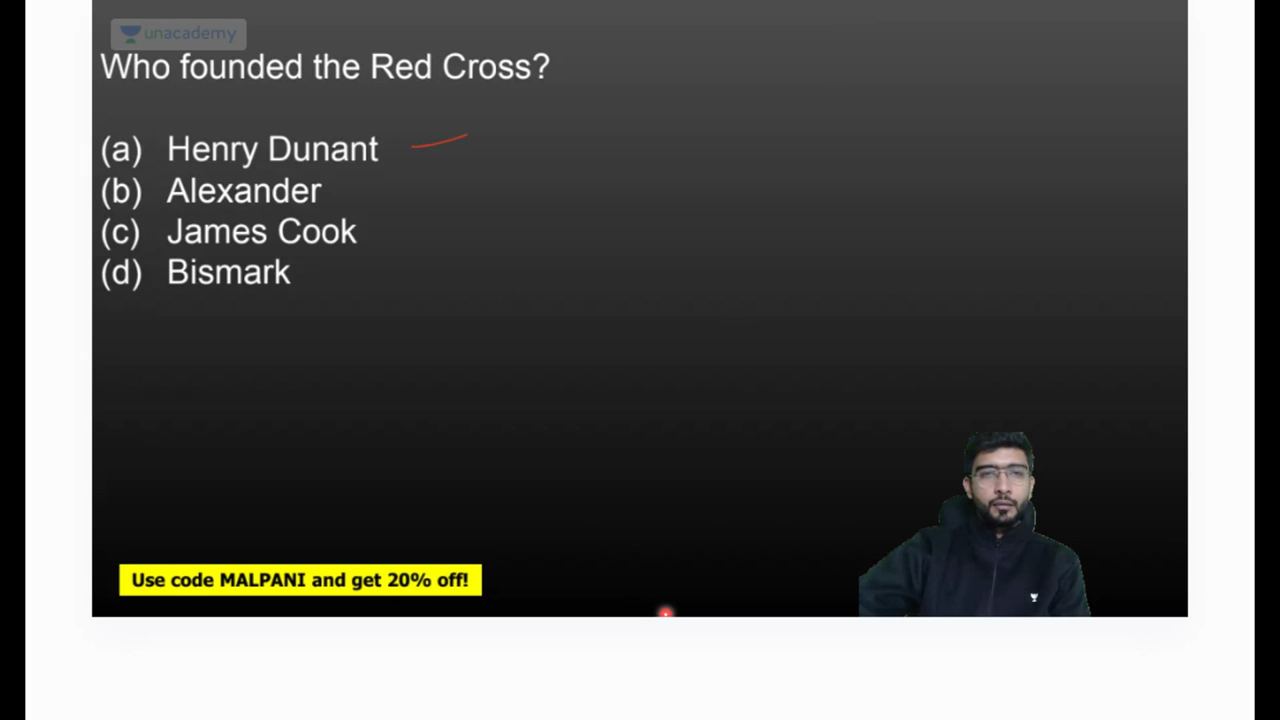 unacademy
Who founded the Red Cross?
(a) Henry Dunant
(b) Alexander
(c) James Cook
(d) Bismark
Use code MALPANI and get 20% off!